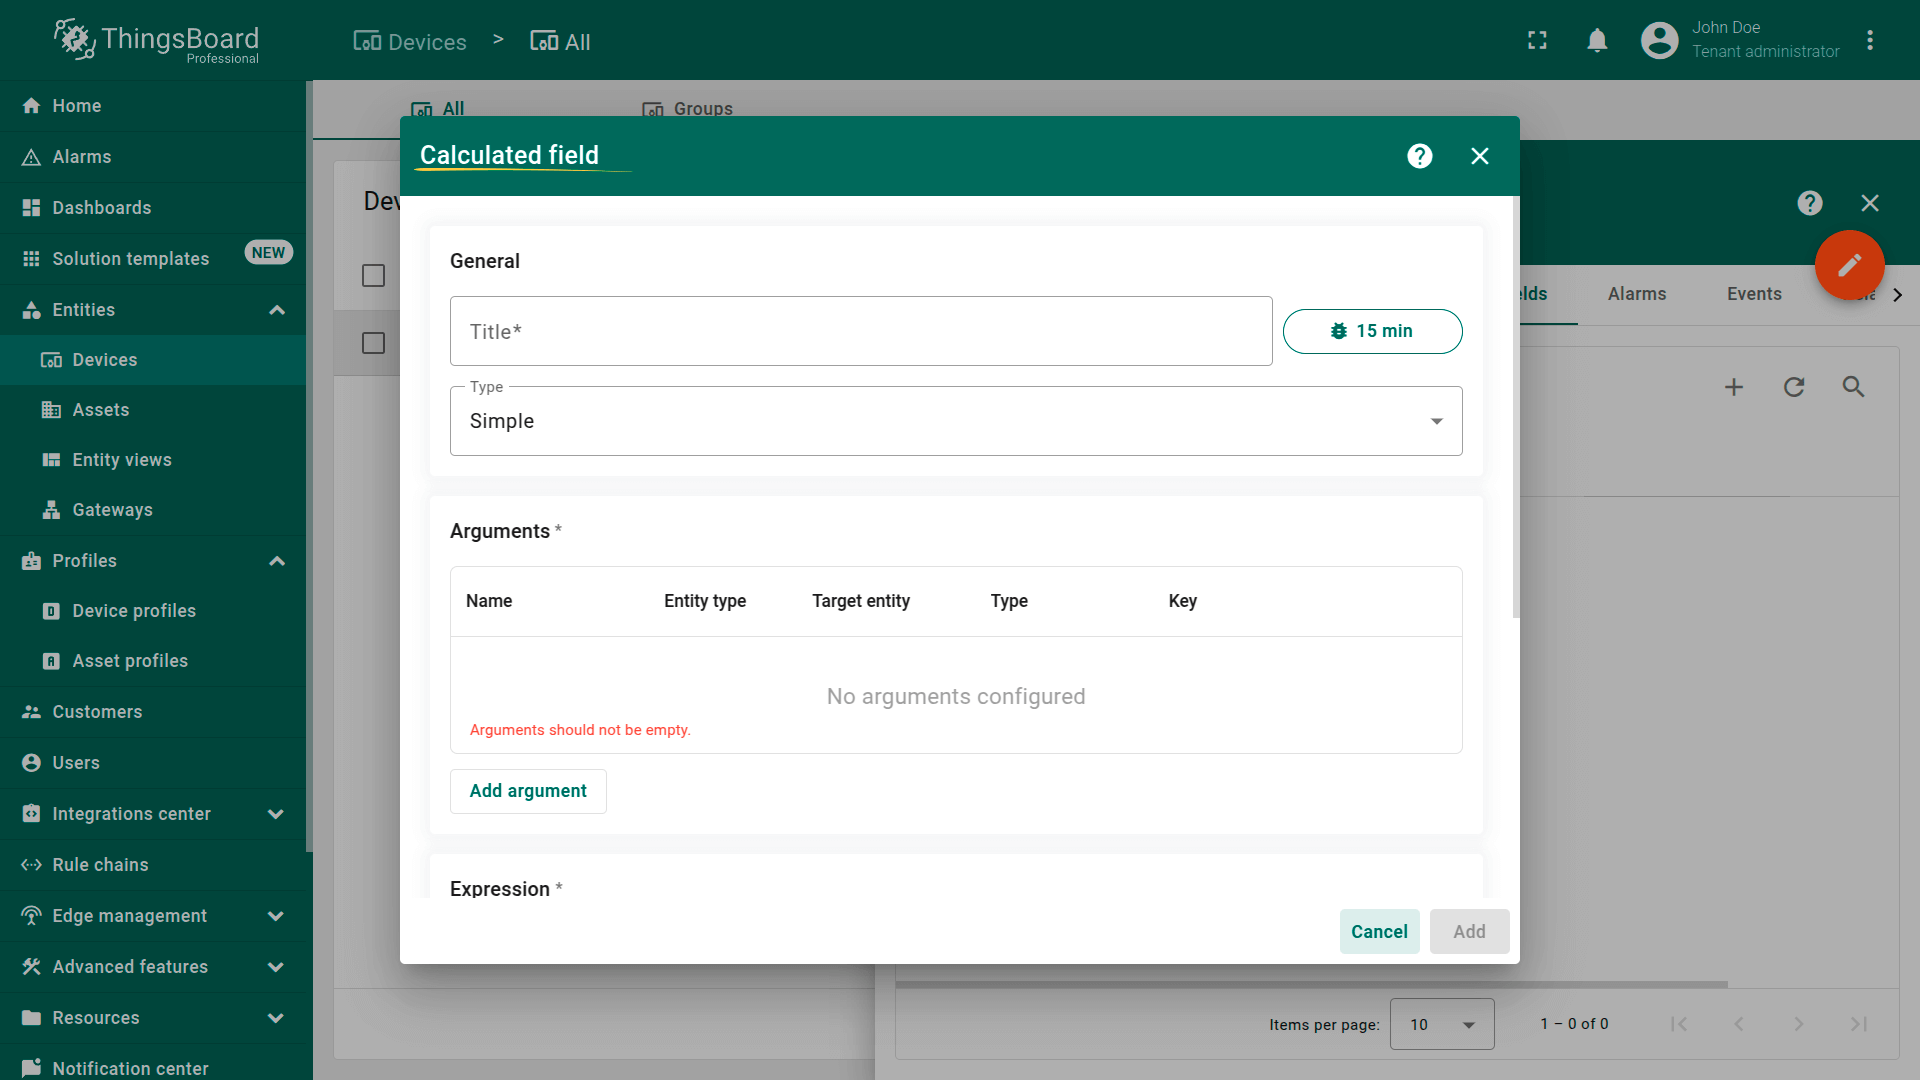 ThingsBoard
Professional
Devices > All
John Doe
Tenant administrator
Home
Alarms
Dashboards
Solution templates NEW
Entities
Devices
Assets
Entity views
Gateways
Profiles
Device profiles
Asset profiles
Customers
Users
Integrations center
Rule chains
Edge management
Advanced features
Resources
Notification center
All Groups
Calculated field
General
Title*
15 min
Type
Simple
Arguments *
Name Entity type Target entity Type Key
No arguments configured
Arguments should not be empty.
Add argument
Expression *
Cancel Add
Alarms Events
Items per page: 10 1 – 0 of 0